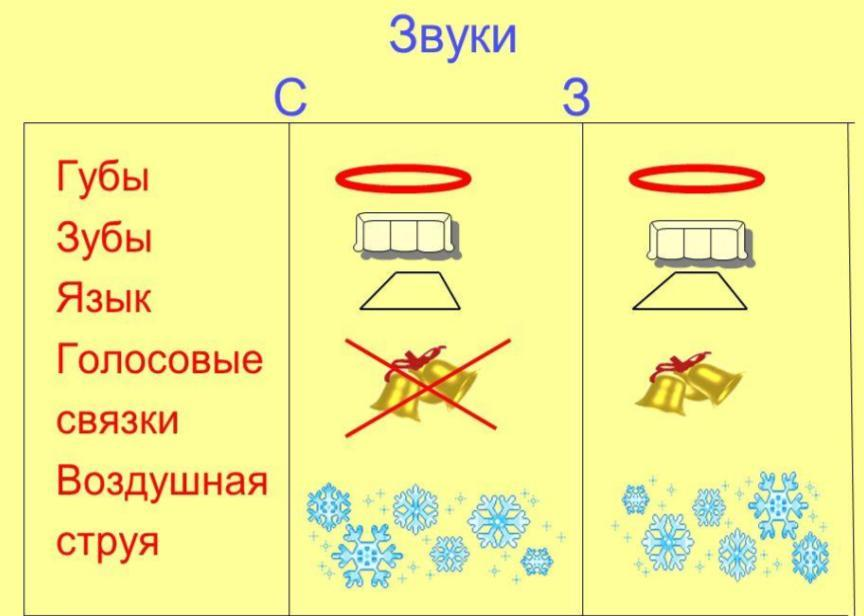 Звуки
С З
Губы
Зубы
Язык
Голосовые
связки
Воздушная
струя